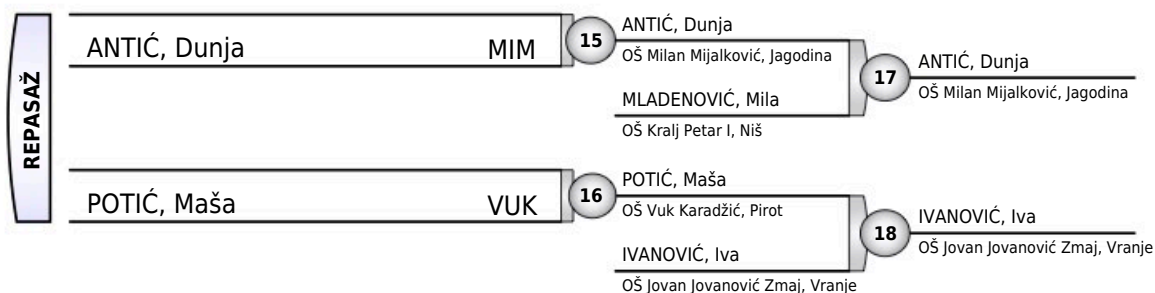 REPASAŽ
ANTIĆ, Dunja MIM
15
ANTIĆ, Dunja
OŠ Milan Mijalković, Jagodina
MLADENOVIĆ, Mila
OŠ Kralj Petar I, Niš
17
ANTIĆ, Dunja
OŠ Milan Mijalković, Jagodina
POTIĆ, Maša VUK
16
POTIĆ, Maša
OŠ Vuk Karadžić, Pirot
IVANOVIĆ, Iva
OŠ Jovan Jovanović Zmaj, Vranje
18
IVANOVIĆ, Iva
OŠ Jovan Jovanović Zmaj, Vranje